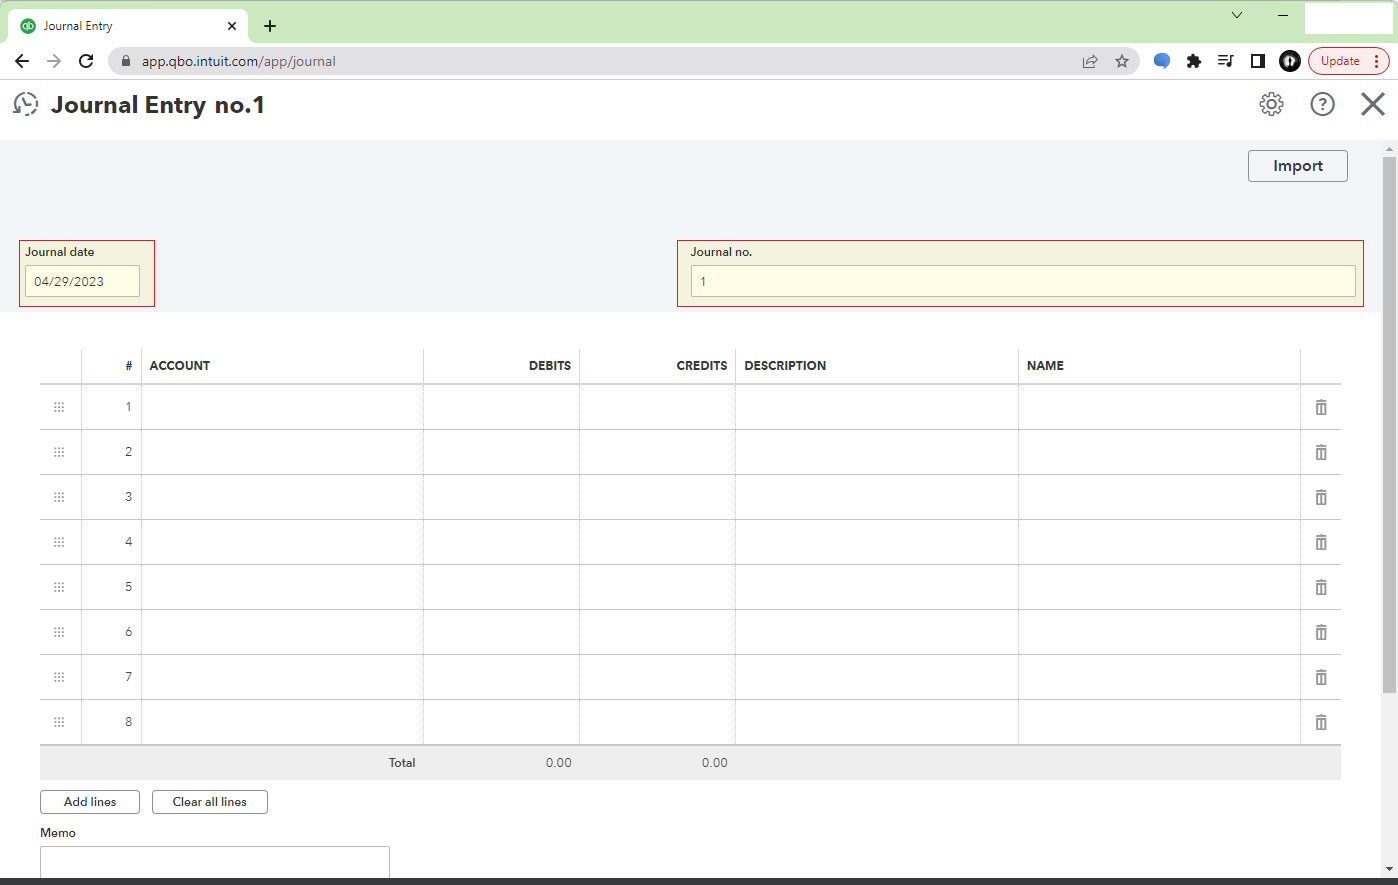 Journal Entry
app.qbo.intuit.com/app/journal
Update
Journal Entry no.1
Import
Journal date
Journal no.
04/29/2023
1
# ACCOUNT DEBITS CREDITS DESCRIPTION NAME
1
2
3
4
5
6
7
8
Total 0.00 0.00
Add lines Clear all lines
Memo